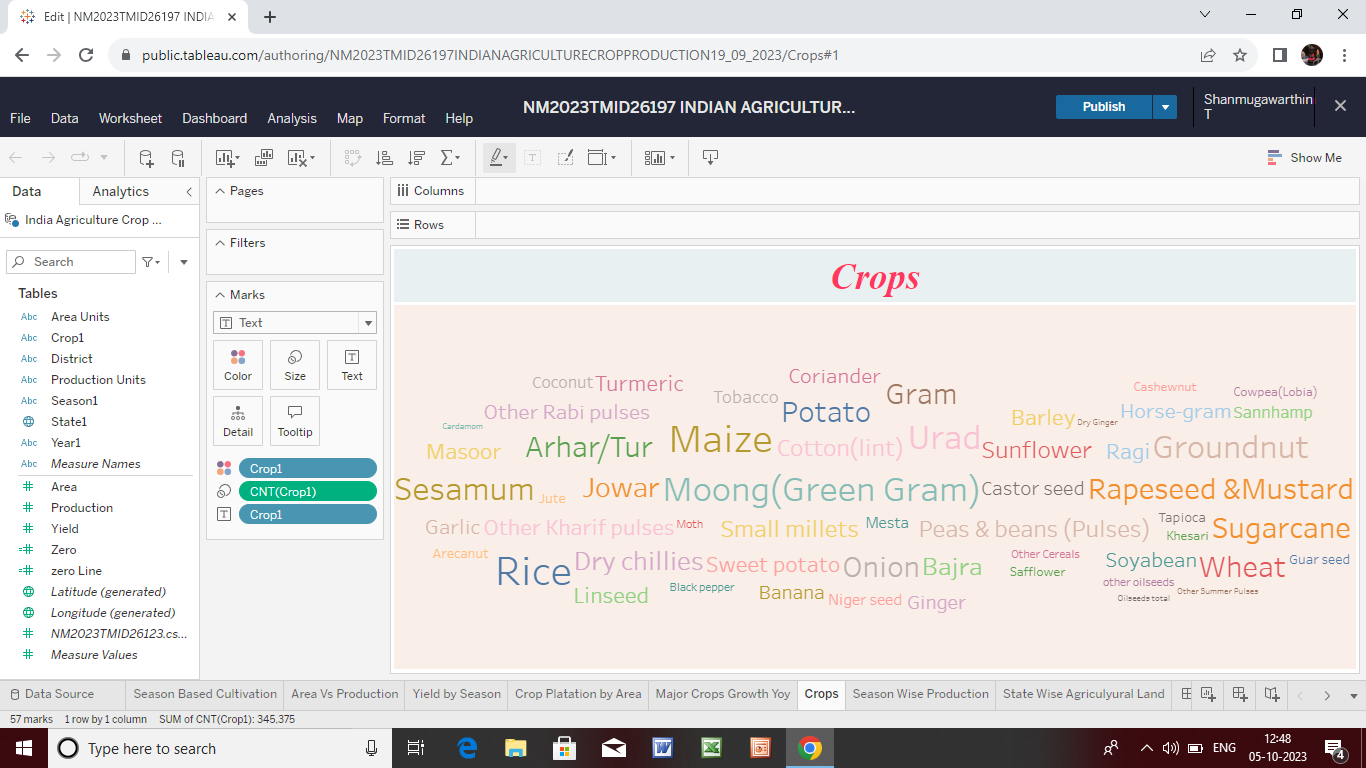 Edit | NM2023TMID26197 INDIA
public.tableau.com/authoring/NM2023TMID26197INDIANAGRICULTURECROPPRODUCTION19_09_2023/Crops#1
NM2023TMID26197 INDIAN AGRICULTUR...
Publish
Shanmugawarthin
T
File Data Worksheet Dashboard Analysis Map Format Help
Show Me
Data Analytics
India Agriculture Crop ...
Search
Tables
Abc Area Units
Abc Crop1
Abc District
Abc Production Units
Abc Season1
State1
Abc Year1
Abc Measure Names
Area
Production
Yield
Zero
zero Line
Latitude (generated)
Longitude (generated)
NM2023TMID26123.cs...
Measure Values
Pages
Filters
Marks
Text
Color Size Text
Detail Tooltip
Crop1
CNT(Crop1)
Crop1
Columns
Rows
Crops
Coconut Turmeric Tobacco Coriander Gram Cashewnut Cowpea(Lobia)
Other Rabi pulses Potato Barley Dry Ginger Horse-gram Sannhamp
Cardamom
Masoor Arhar/Tur Maize Cotton(lint) Urad Sunflower Ragi Groundnut
Sesamum Jute Jowar Moong(Green Gram) Castor seed Rapeseed &Mustard
Garlic Other Kharif pulses Moth Small millets Mesta Peas & beans (Pulses) Tapioca Sugarcane
Khesari
Arecanut Rice Dry chillies Sweet potato Onion Bajra Other Cereals Soyabean Wheat Guar seed
Safflower
other oilseeds
Linseed Black pepper Banana Niger seed Ginger Oilseeds total Other Summer Pulses
Data Source Season Based Cultivation Area Vs Production Yield by Season Crop Platation by Area Major Crops Growth Yoy Crops Season Wise Production State Wise Agriculyural Land
57 marks 1 row by 1 column SUM of CNT(Crop1): 345,375
Type here to search
ENG
12:48
05-10-2023
4